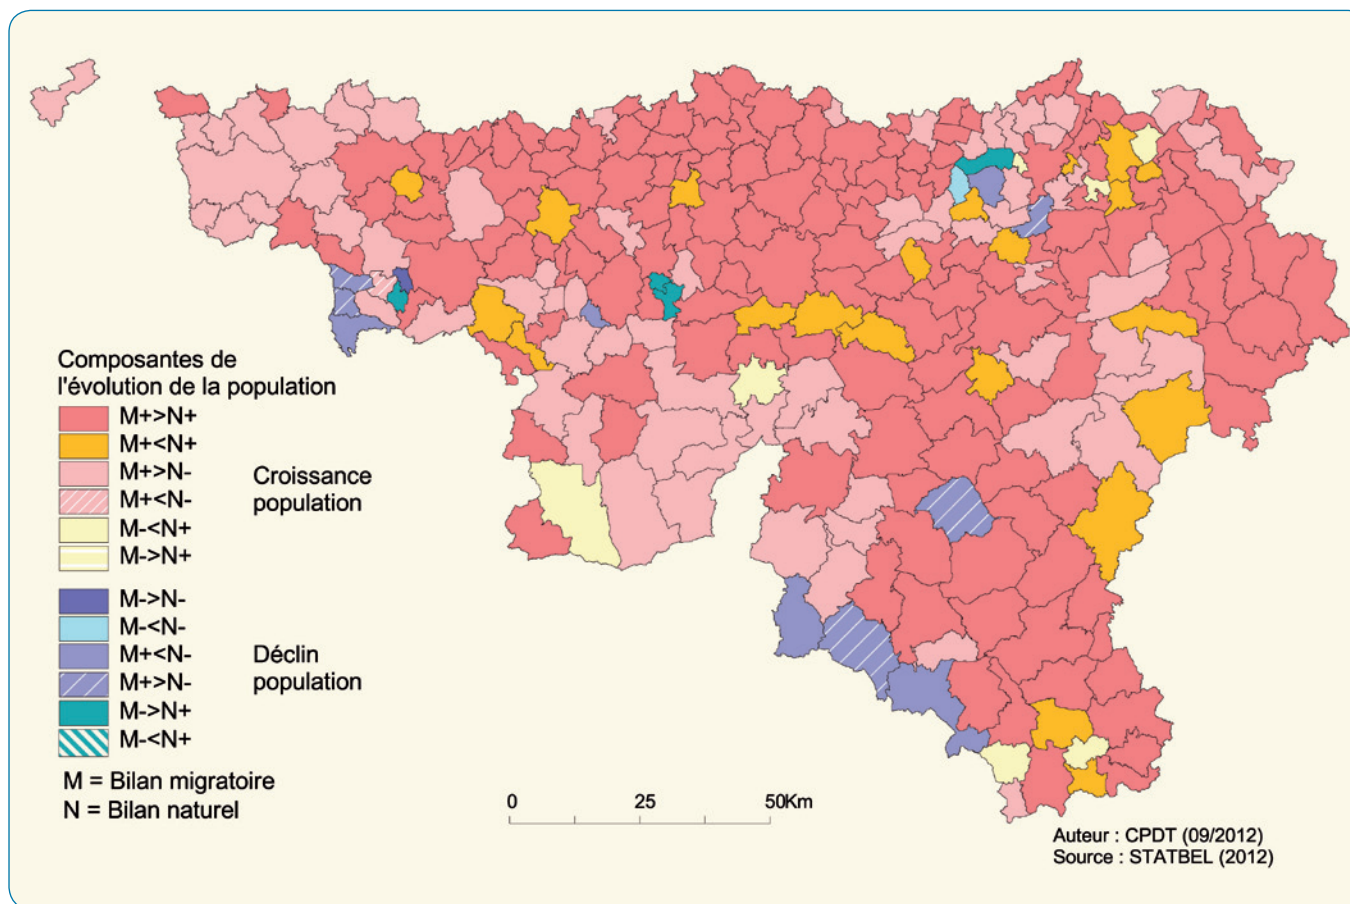 Composantes de
l'évolution de la population
M+>N+
M+<N+
M+>N-
M+<N-
M-<N+
M->N+
Croissance
population
M->N-
M-<N-
M+<N-
M+>N-
M->N+
M-<N+
Déclin
population
M = Bilan migratoire
N = Bilan naturel
0 25 50Km
Auteur : CPDT (09/2012)
Source : STATBEL (2012)